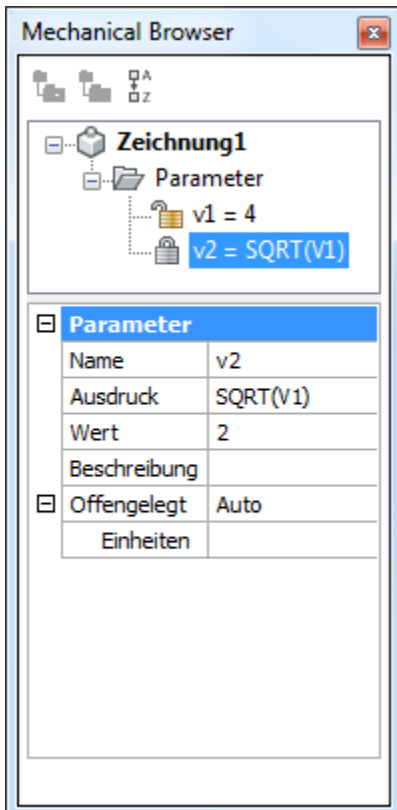 Mechanical Browser
A
Z
Zeichnung1
Parameter
v1 = 4
v2 = SQRT(V1)
Parameter
Name v2
Ausdruck SQRT(V1)
Wert 2
Beschreibung
Offengelegt Auto
Einheiten